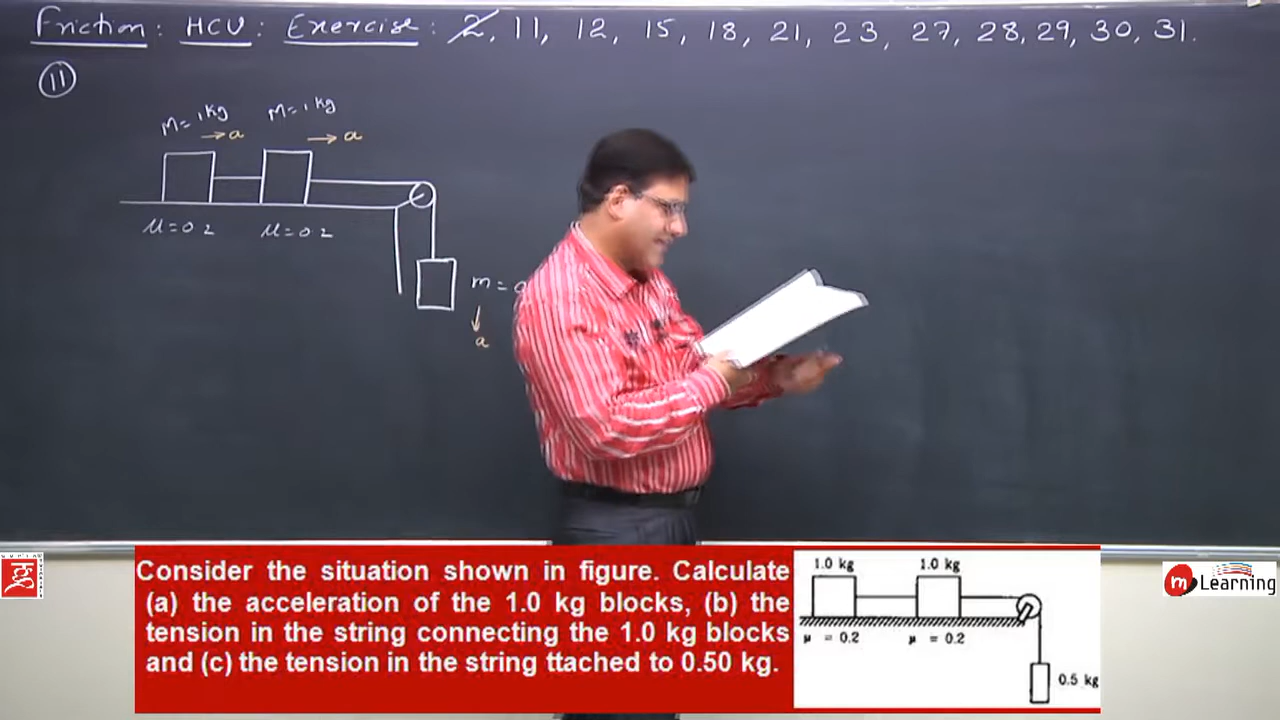 Friction : HCV : Exercise : 2, 11, 12, 15, 18, 21, 23, 27, 28, 29, 30, 31.
11
M = 1 kg M = 1 kg
→ a → a
μ = 0.2 μ = 0.2
m =
a
Consider the situation shown in figure. Calculate
(a) the acceleration of the 1.0 kg blocks, (b) the
tension in the string connecting the 1.0 kg blocks
and (c) the tension in the string ttached to 0.50 kg.
1.0 kg 1.0 kg
μ = 0.2 μ = 0.2
0.5 kg
m Learning